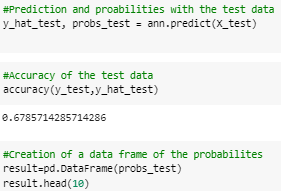 #Prediction and proabilities with the test data
y_hat_test, probs_test = ann.predict(X_test)
#Accuracy of the test data
accuracy(y_test,y_hat_test)
0.6785714285714286
#Creation of a data frame of the probabilites
result=pd.DataFrame(probs_test)
result.head(10)